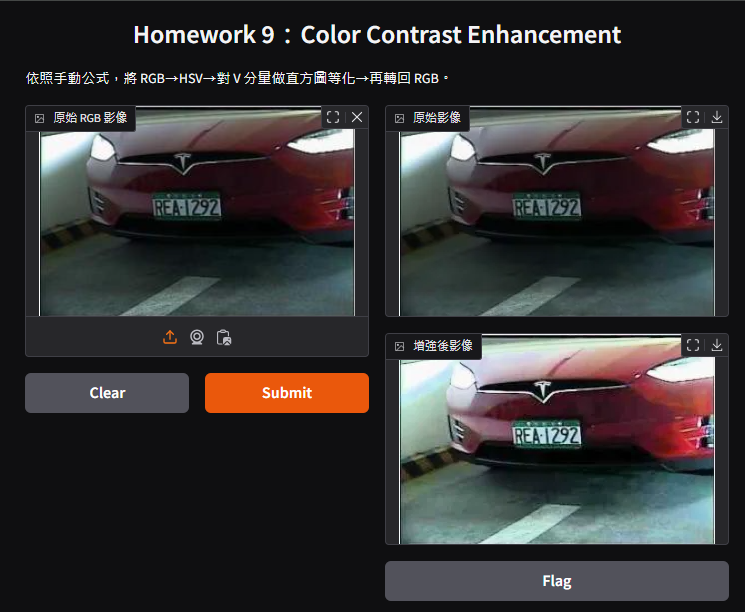 Homework 9：Color Contrast Enhancement
依照手動公式，將 RGB→HSV→對 V 分量做直方圖等化→再轉回 RGB。
原始 RGB 影像
REA-1292
Clear
Submit
原始影像
REA-1292
增強後影像
REA-1292
Flag